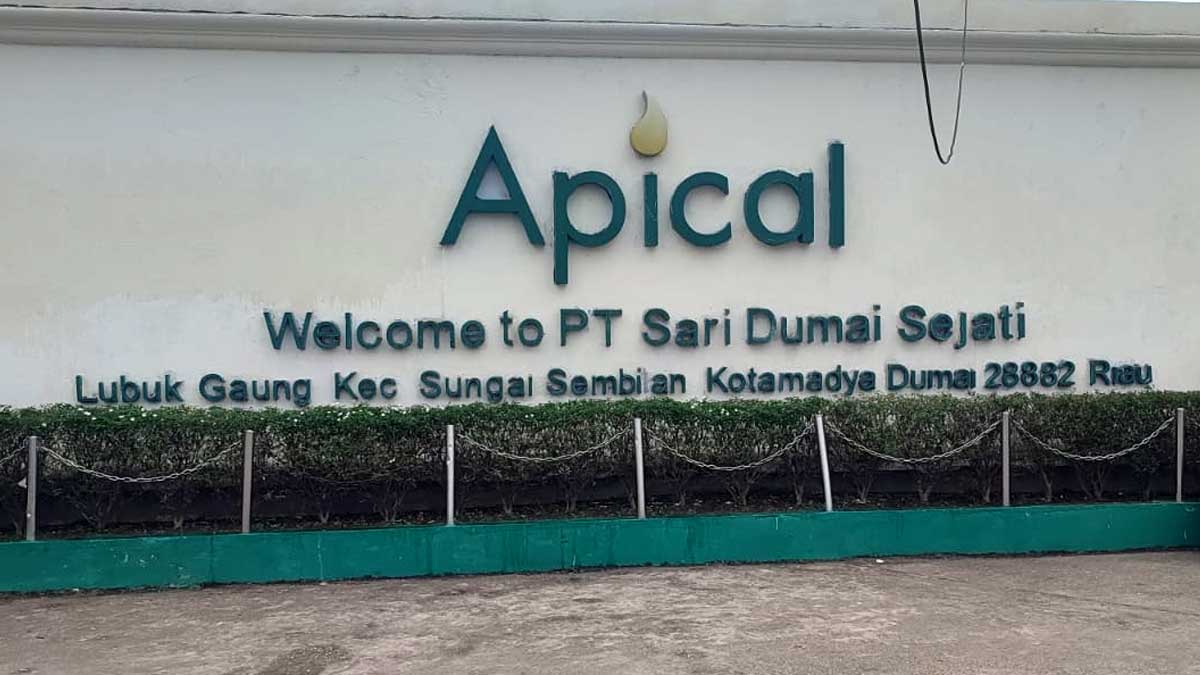 Apical
Welcome to PT Sari Dumai Sejati
Lubuk Gaung Kec Sungai Sembilan Kotamadya Dumai 28882 Riau